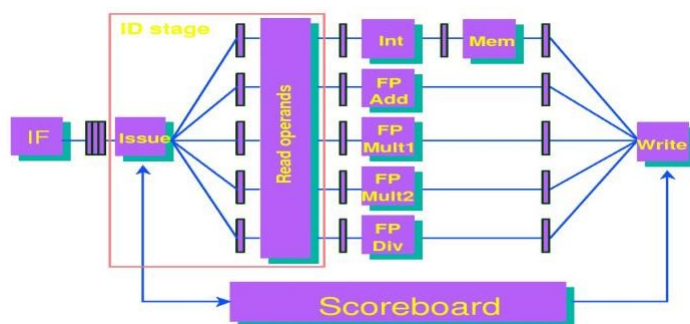 ID stage
IF
Issue
Read operands
Int
Mem
FP
Add
FP
Mult1
FP
Mult2
FP
Div
Write
Scoreboard